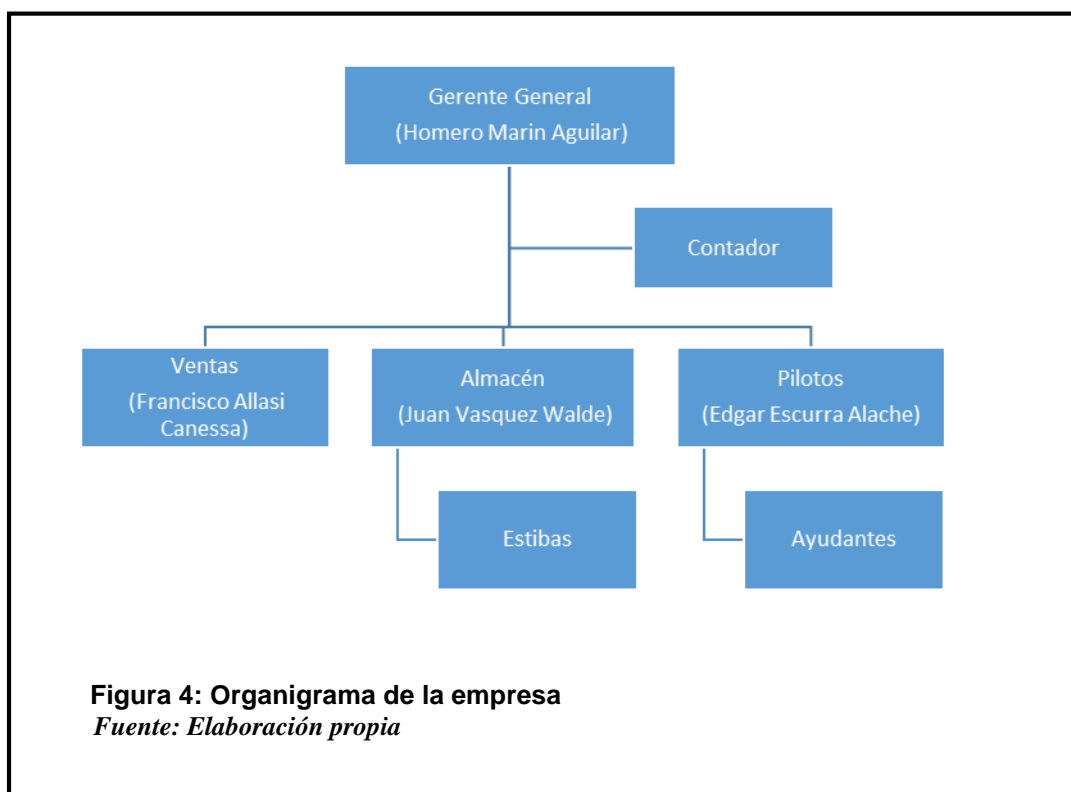 Gerente General
(Homero Marin Aguilar)
Contador
Ventas
(Francisco Allasi
Canessa)
Almacén
(Juan Vasquez Walde)
Pilotos
(Edgar Escurra Alache)
Estibas
Ayudantes
Figura 4: Organigrama de la empresa
Fuente: Elaboración propia